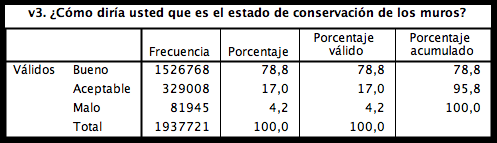 v3. ¿Cómo diría usted que es el estado de conservación de los muros?
Frecuencia Porcentaje Porcentaje válido Porcentaje acumulado
Válidos Bueno 1526768 78,8 78,8 78,8
Aceptable 329008 17,0 17,0 95,8
Malo 81945 4,2 4,2 100,0
Total 1937721 100,0 100,0